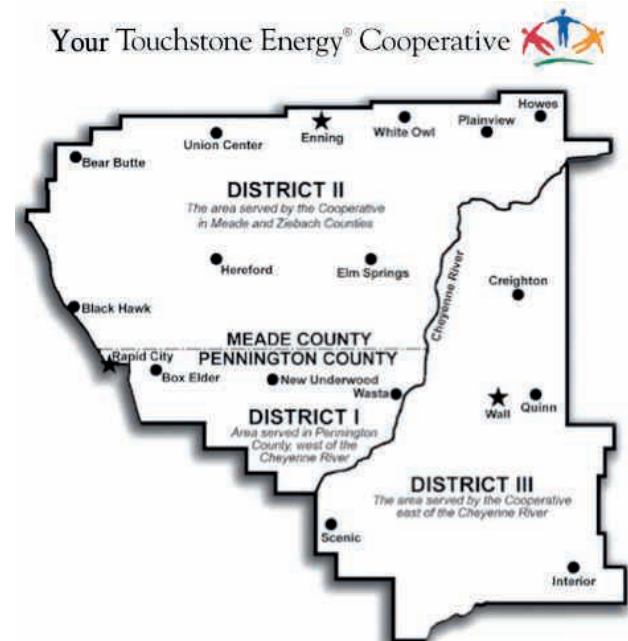 Your Touchstone Energy® Cooperative
Howes
Enning
White Owl
Plainview
Union Center
Bear Butte
DISTRICT II
The area served by the Cooperative
in Meade and Ziebach Counties
Hereford
Elm Springs
Cheyenne River
Creighton
Black Hawk
MEADE COUNTY
PENNINGTON COUNTY
Rapid City
Box Elder
New Underwood
Wasta
Wall
Quinn
DISTRICT I
Area served in Pennington
County, west of the
Cheyenne River
DISTRICT III
The area served by the Cooperative
east of the Cheyenne River
Scenic
Interior